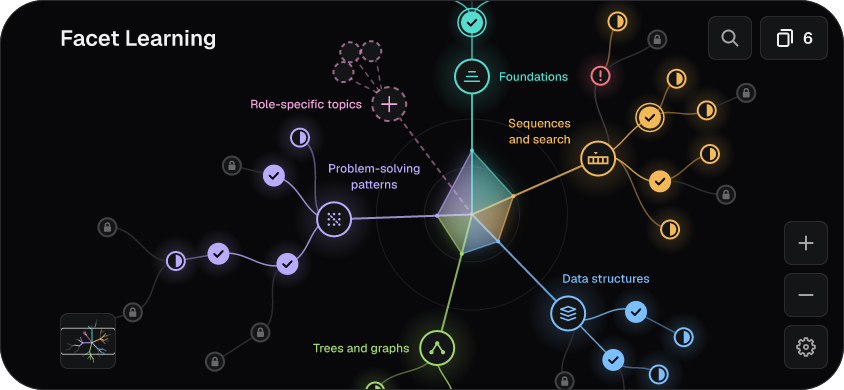 Facet Learning
6
Foundations
Role-specific topics
Sequences
and search
Problem-solving
patterns
Data structures
Trees and graphs